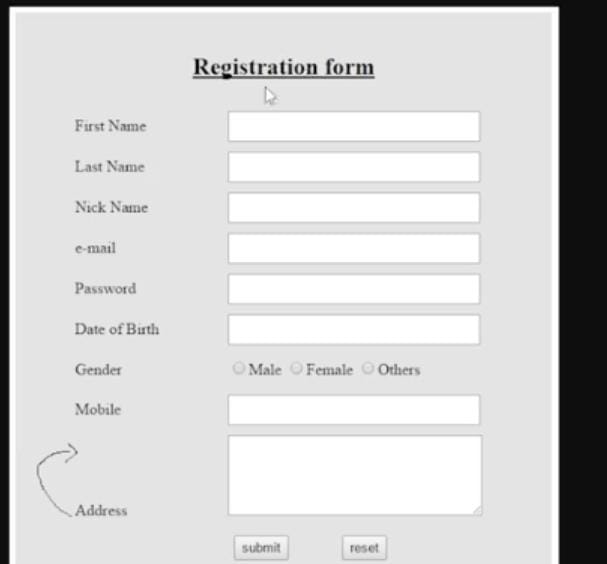 Registration form
First Name
Last Name
Nick Name
e-mail
Password
Date of Birth
Gender Male Female Others
Mobile
Address
submit reset